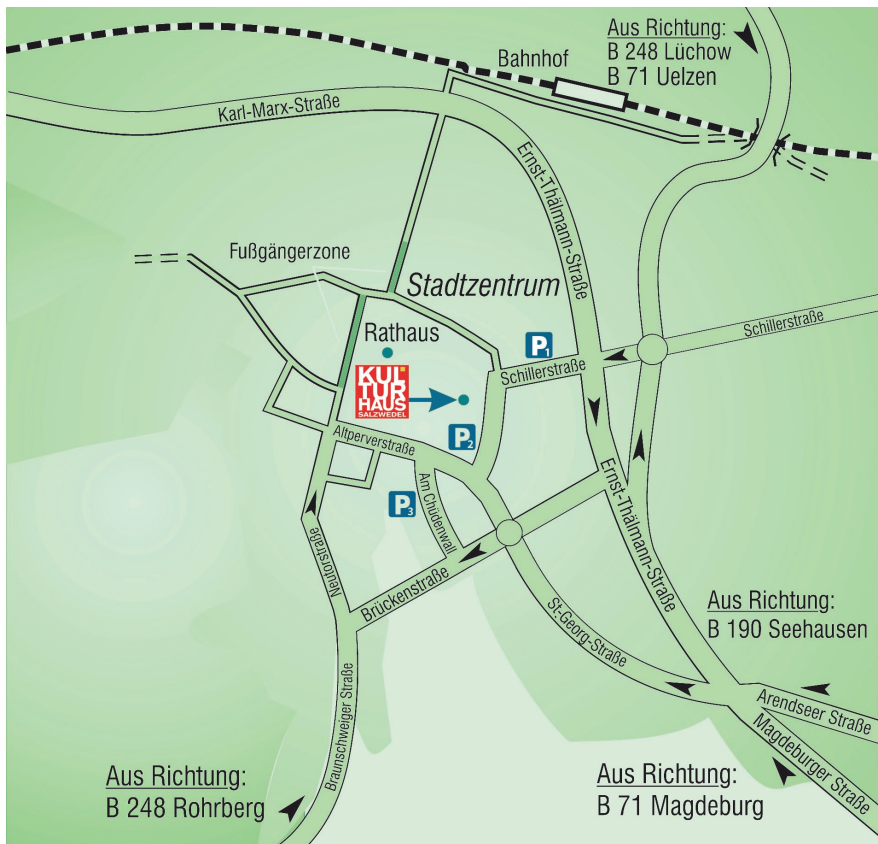 Aus Richtung:
B 248 Lüchow
B 71 Uelzen
Bahnhof
Karl-Marx-Straße
Ernst-Thälmann-Straße
Fußgängerzone
Stadtzentrum
Schillerstraße
Rathaus
P1
Schillerstraße
KUL
TUR
HAUS
SALZWEDEL
P2
Altperverstraße
Ernst-Thälmann-Straße
P3
Am Chüdenwall
Neutorstraße
Brückenstraße
St.-Georg-Straße
Aus Richtung:
B 190 Seehausen
Arendseer Straße
Magdeburger Straße
Braunschweiger Straße
Aus Richtung:
B 248 Rohrberg
Aus Richtung:
B 71 Magdeburg